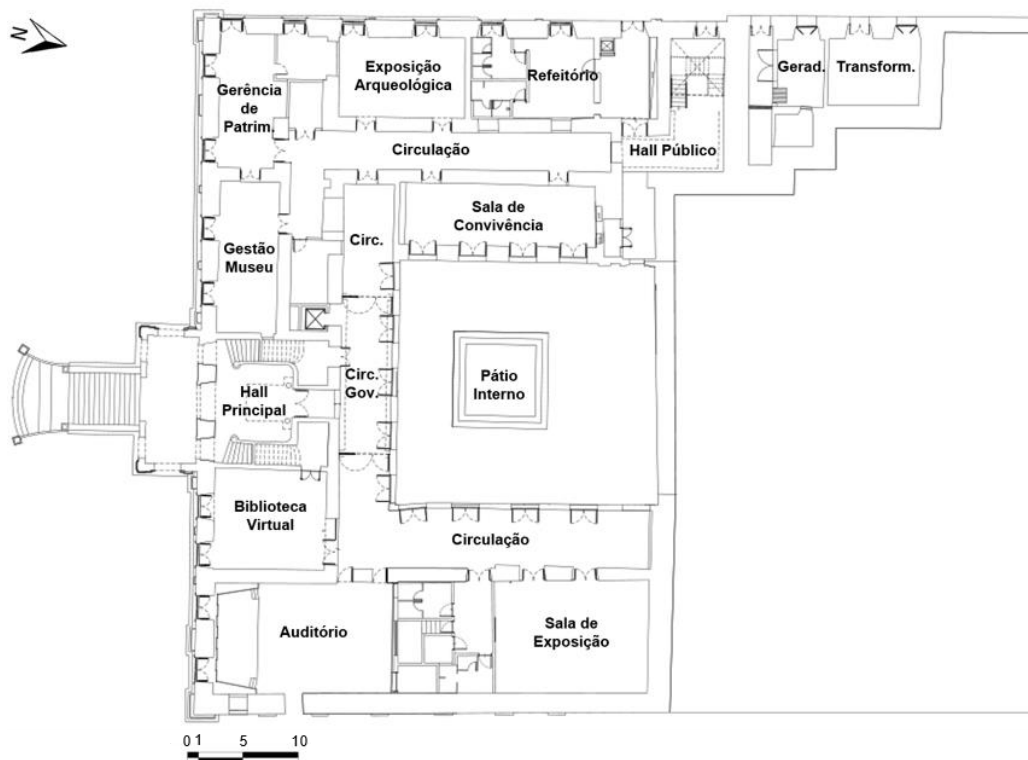 N
Gerência
de
Patrim.
Exposição
Arqueológica
Refeitório
Gerad.
Transform.
Circulação
Hall Público
Gestão
Museu
Circ.
Sala de
Convivência
Hall
Principal
Circ.
Gov.
Pátio
Interno
Biblioteca
Virtual
Circulação
Auditório
Sala de
Exposição
0 1 5 10